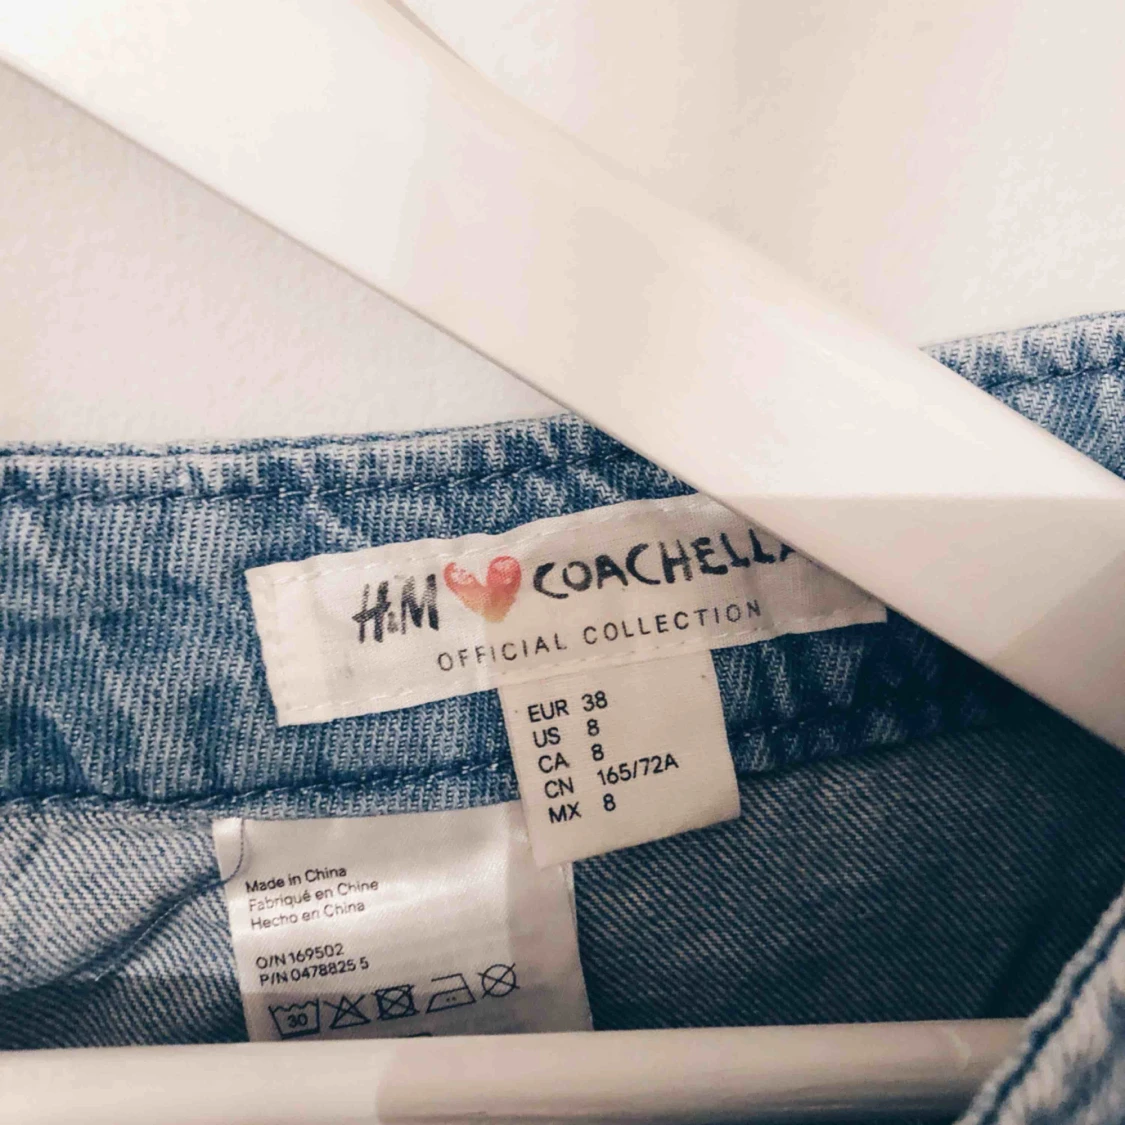 H&M COACHELLA
OFFICIAL COLLECTION
EUR 38
US 8
CA 8
CN 165/72A
MX 8
Made in China
Fabriqué en Chine
Hecho en China
O/N 169502
P/N 0478825 5
30